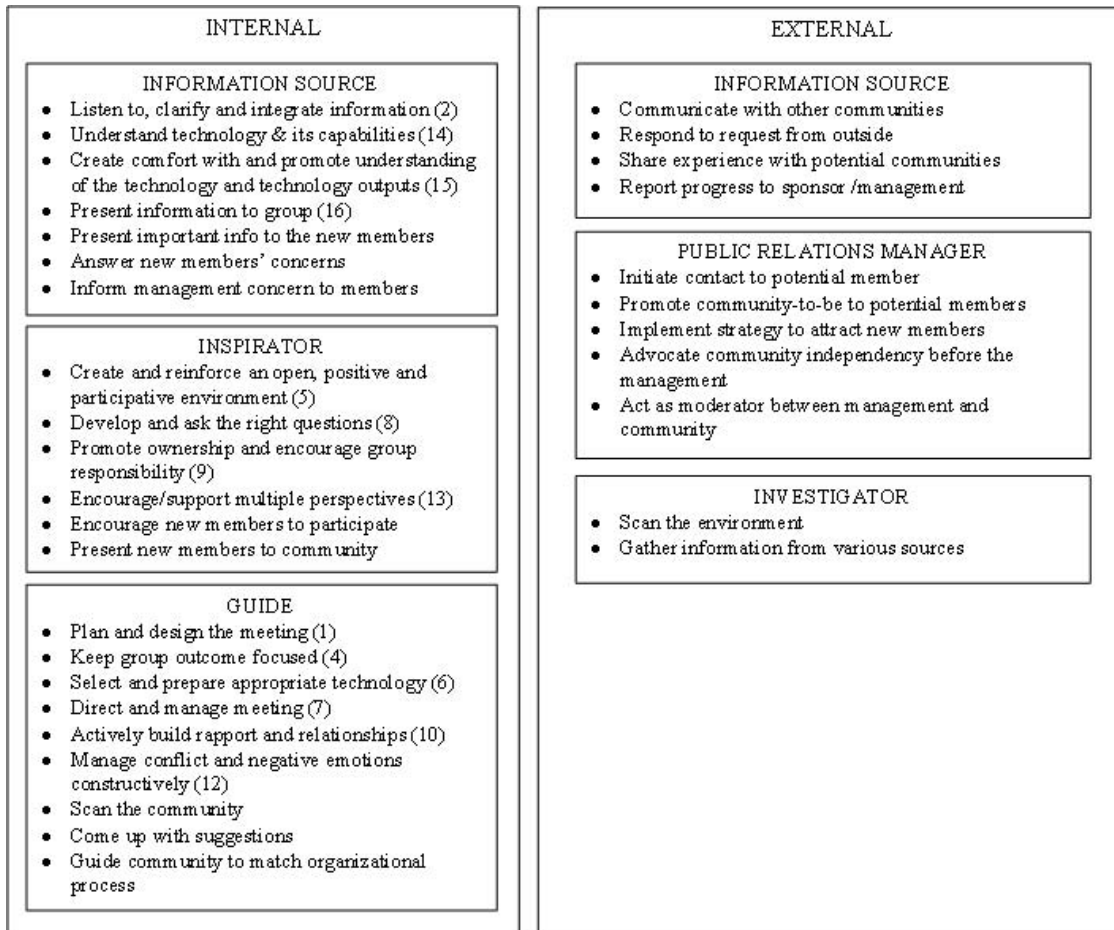 INTERNAL
INFORMATION SOURCE
• Listen to, clarify and integrate information (2)
• Understand technology & its capabilities (14)
• Create comfort with and promote understanding
of the technology and technology outputs (15)
• Present information to group (16)
• Present important info to the new members
• Answer new members' concerns
• Inform management concern to members
INSPIRATOR
• Create and reinforce an open, positive and
participative environment (5)
• Develop and ask the right questions (8)
• Promote ownership and encourage group
responsibility (9)
• Encourage/support multiple perspectives (13)
• Encourage new members to participate
• Present new members to community
GUIDE
• Plan and design the meeting (1)
• Keep group outcome focused (4)
• Select and prepare appropriate technology (6)
• Direct and manage meeting (7)
• Actively build rapport and relationships (10)
• Manage conflict and negative emotions
constructively (12)
• Scan the community
• Come up with suggestions
• Guide community to match organizational
process
EXTERNAL
INFORMATION SOURCE
• Communicate with other communities
• Respond to request from outside
• Share experience with potential communities
• Report progress to sponsor /management
PUBLIC RELATIONS MANAGER
• Initiate contact to potential member
• Promote community-to-be to potential members
• Implement strategy to attract new members
• Advocate community independency before the
management
• Act as moderator between management and
community
INVESTIGATOR
• Scan the environment
• Gather information from various sources